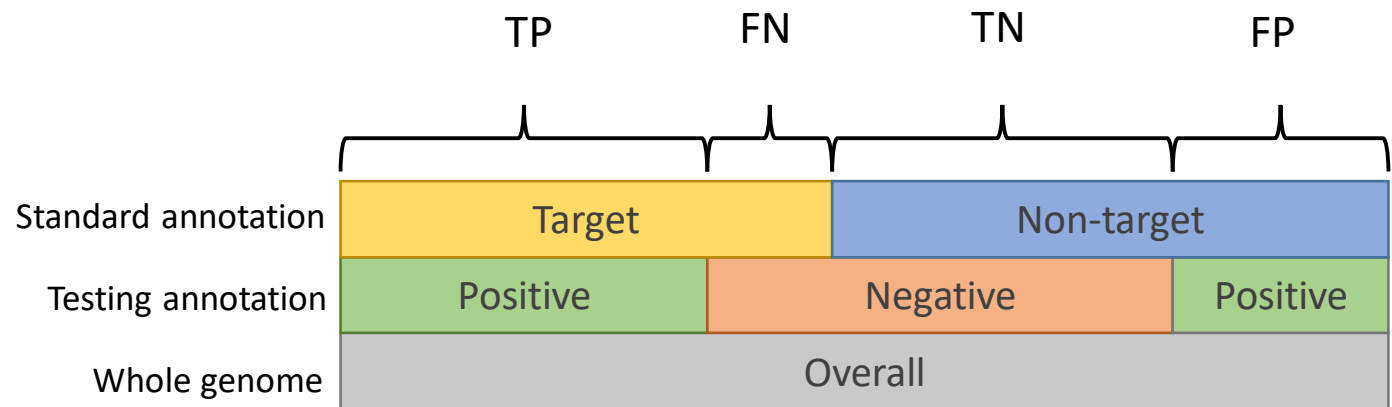 TP FN TN FP
Standard annotation Target Non-target
Testing annotation Positive Negative Positive
Whole genome Overall